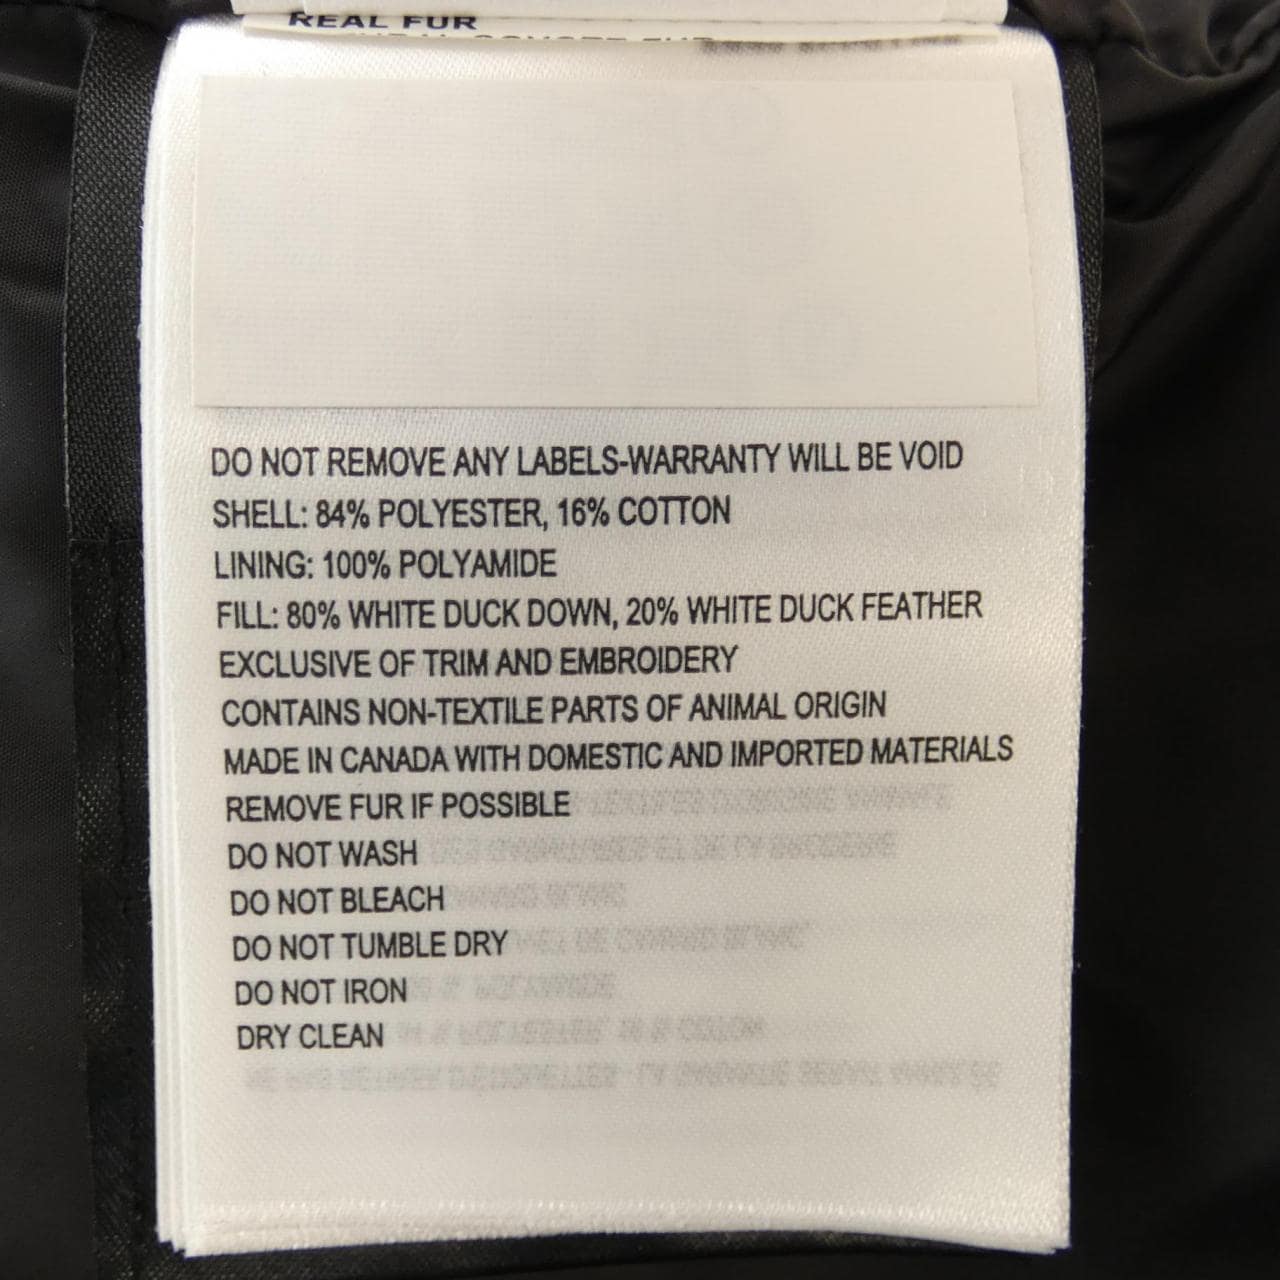 REAL FUR
DO NOT REMOVE ANY LABELS-WARRANTY WILL BE VOID
SHELL: 84% POLYESTER, 16% COTTON
LINING: 100% POLYAMIDE
FILL: 80% WHITE DUCK DOWN, 20% WHITE DUCK FEATHER
EXCLUSIVE OF TRIM AND EMBROIDERY
CONTAINS NON-TEXTILE PARTS OF ANIMAL ORIGIN
MADE IN CANADA WITH DOMESTIC AND IMPORTED MATERIALS
REMOVE FUR IF POSSIBLE
DO NOT WASH
DO NOT BLEACH
DO NOT TUMBLE DRY
DO NOT IRON
DRY CLEAN